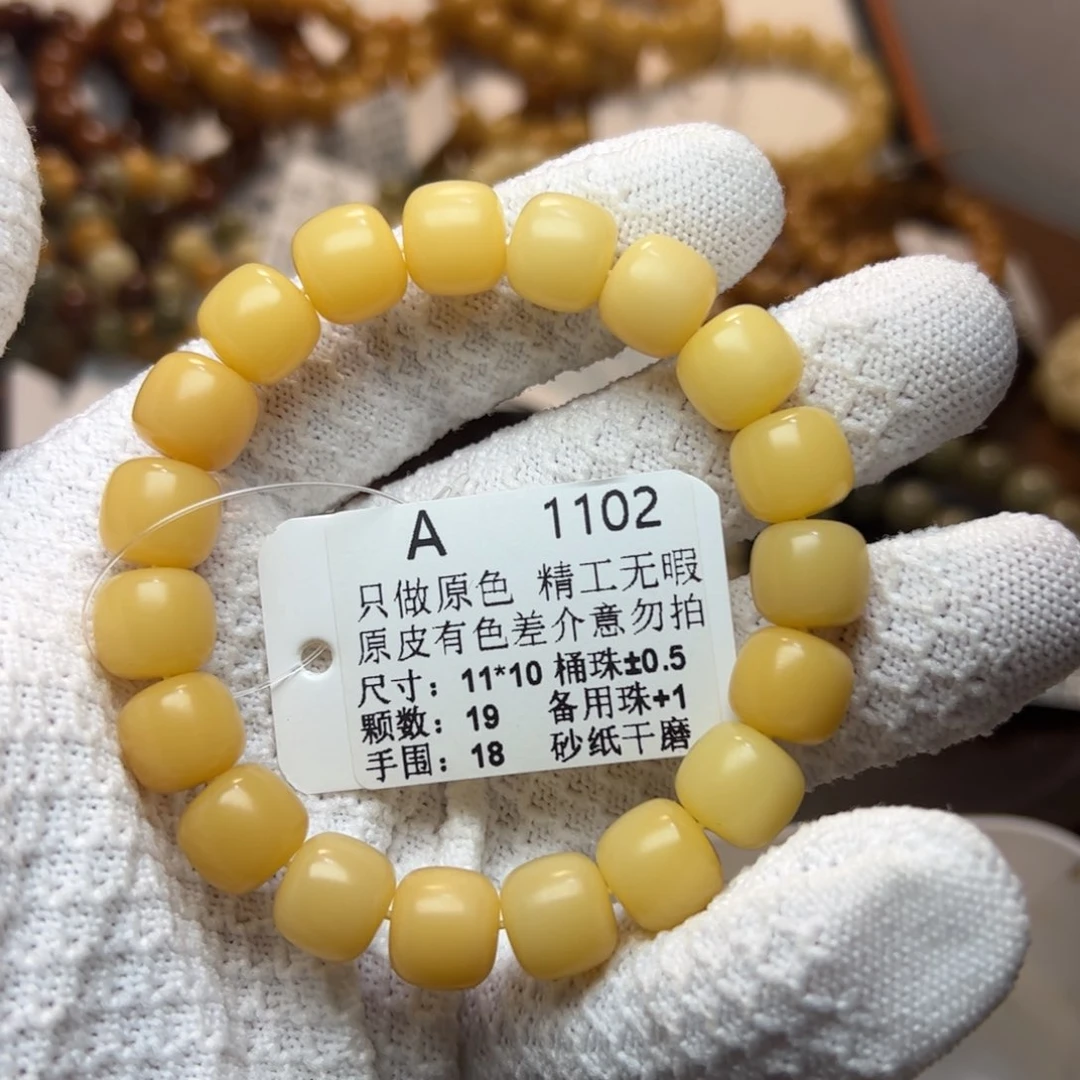 A 1102
只做原色 精工无暇
原皮有色差介意勿拍
尺寸：11*10 桶珠±0.5
颗数：19 备用珠+1
手围：18 砂纸干磨